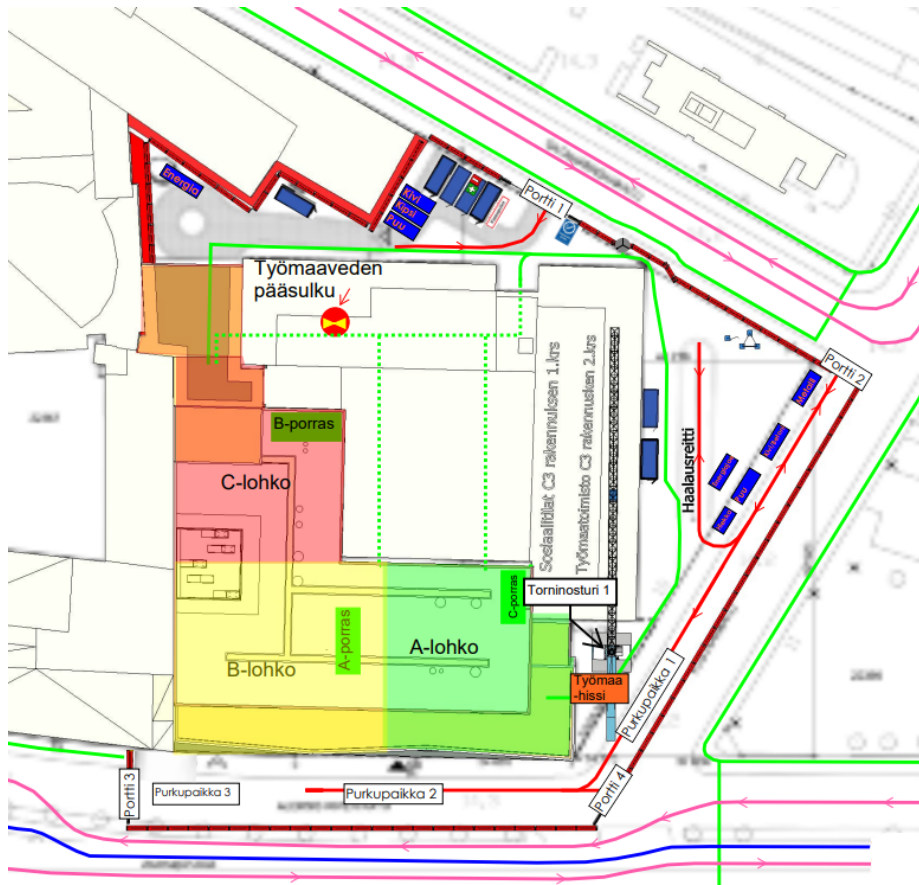 Energia
Kivi
Kipsi
Puu
Portti 1
Työmaaveden
pääsulku
Portti 2
Metalli
Puu
Haalausreitti
B-porras
C-lohko
Sosiaalitilat C3 rakennuksen 1.krs
Työmaatoimisto C3 rakennusken 2.krs
C-porras
Torninosturi 1
A-porras
A-lohko
B-lohko
Työmaa
-hissi
Purkupaikka 1
Portti 3
Purkupaikka 3
Purkupaikka 2
Portti 4